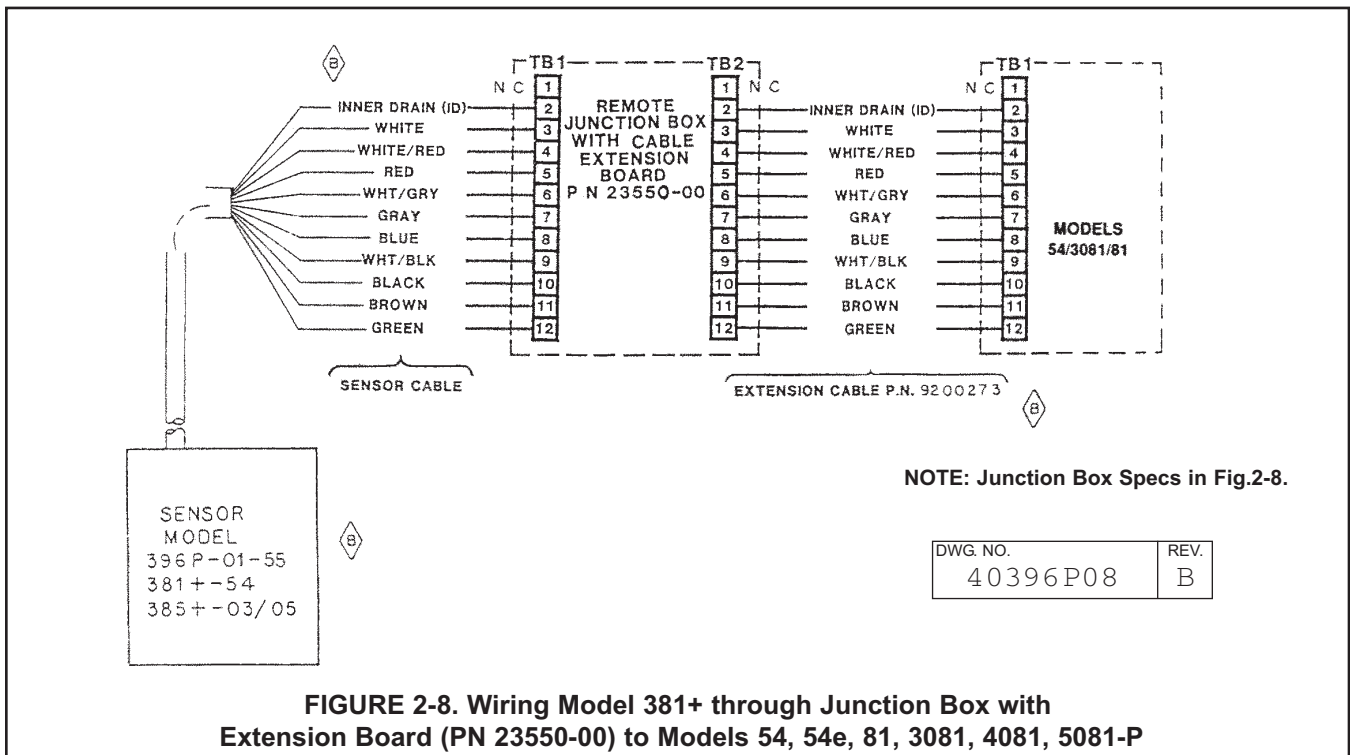 TB1
TB2
TB1
N C 1
1 N C
N C 1
INNER DRAIN (ID) 2
2 INNER DRAIN (ID) 2
WHITE 3
3 WHITE 3
WHITE/RED 4
4 WHITE/RED 4
RED 5
5 RED 5
WHT/GRY 6
6 WHT/GRY 6
GRAY 7
7 GRAY 7
BLUE 8
8 BLUE 8
WHT/BLK 9
9 WHT/BLK 9
BLACK 10
10 BLACK 10
BROWN 11
11 BROWN 11
GREEN 12
12 GREEN 12
REMOTE
JUNCTION BOX
WITH CABLE
EXTENSION
BOARD
P N 23550-00
MODELS
54/3081/81
SENSOR CABLE
EXTENSION CABLE P.N. 9200273
NOTE: Junction Box Specs in Fig.2-8.
SENSOR
MODEL
396P-01-55
381+-54
385+-03/05
DWG. NO.
40396P08
REV.
B
FIGURE 2-8. Wiring Model 381+ through Junction Box with
Extension Board (PN 23550-00) to Models 54, 54e, 81, 3081, 4081, 5081-P